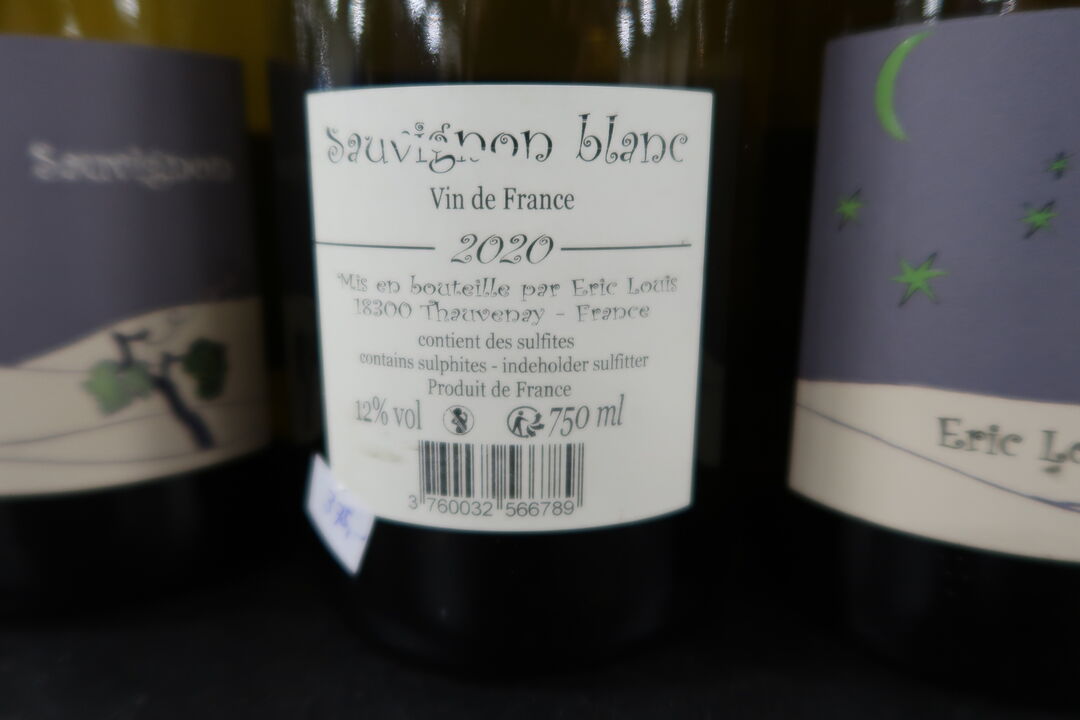 Sauvignon
Sauvignon blanc
Vin de France
2020
Mis en bouteille par Eric Louis
18300 Thauvenay - France
contient des sulfites
contains sulphites - indeholder sulfitter
Produit de France
12% vol 750 ml
3 760032 566789
Eric Lo